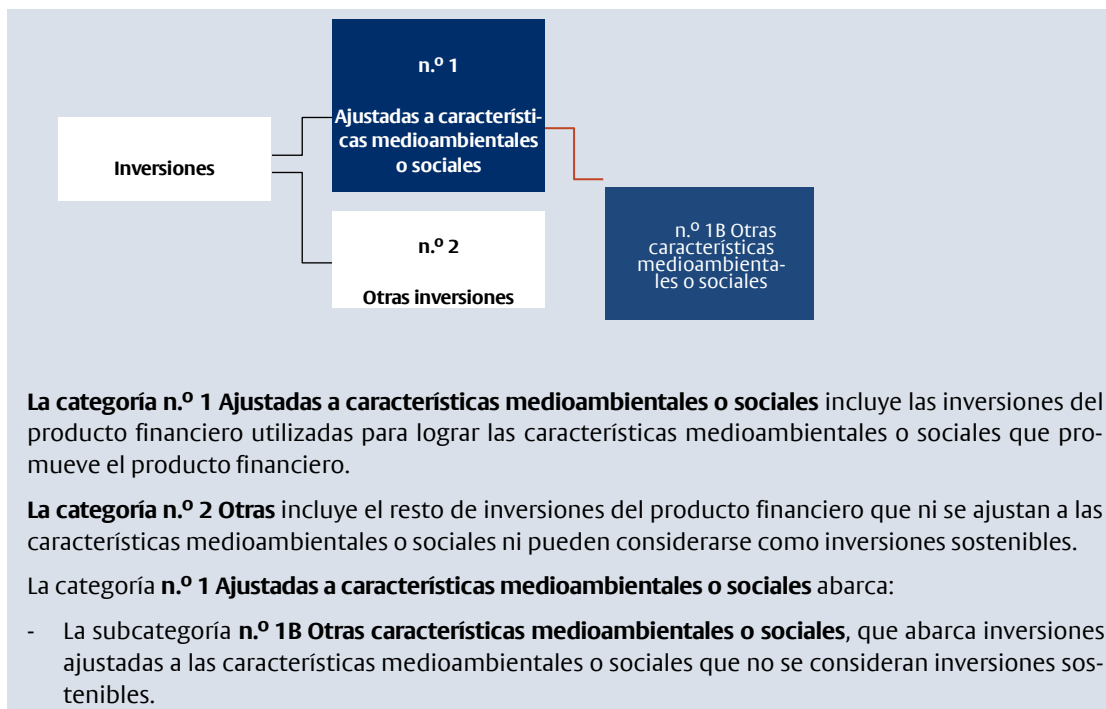 n.º 1
Ajustadas a característi-
cas medioambientales
o sociales
Inversiones
n.º 2
Otras inversiones
n.º 1B Otras
características
medioambienta-
les o sociales
La categoría n.º 1 Ajustadas a características medioambientales o sociales incluye las inversiones del
producto financiero utilizadas para lograr las características medioambientales o sociales que pro-
mueve el producto financiero.
La categoría n.º 2 Otras incluye el resto de inversiones del producto financiero que ni se ajustan a las
características medioambientales o sociales ni pueden considerarse como inversiones sostenibles.
La categoría n.º 1 Ajustadas a características medioambientales o sociales abarca:
- La subcategoría n.º 1B Otras características medioambientales o sociales, que abarca inversiones
ajustadas a las características medioambientales o sociales que no se consideran inversiones sos-
tenibles.